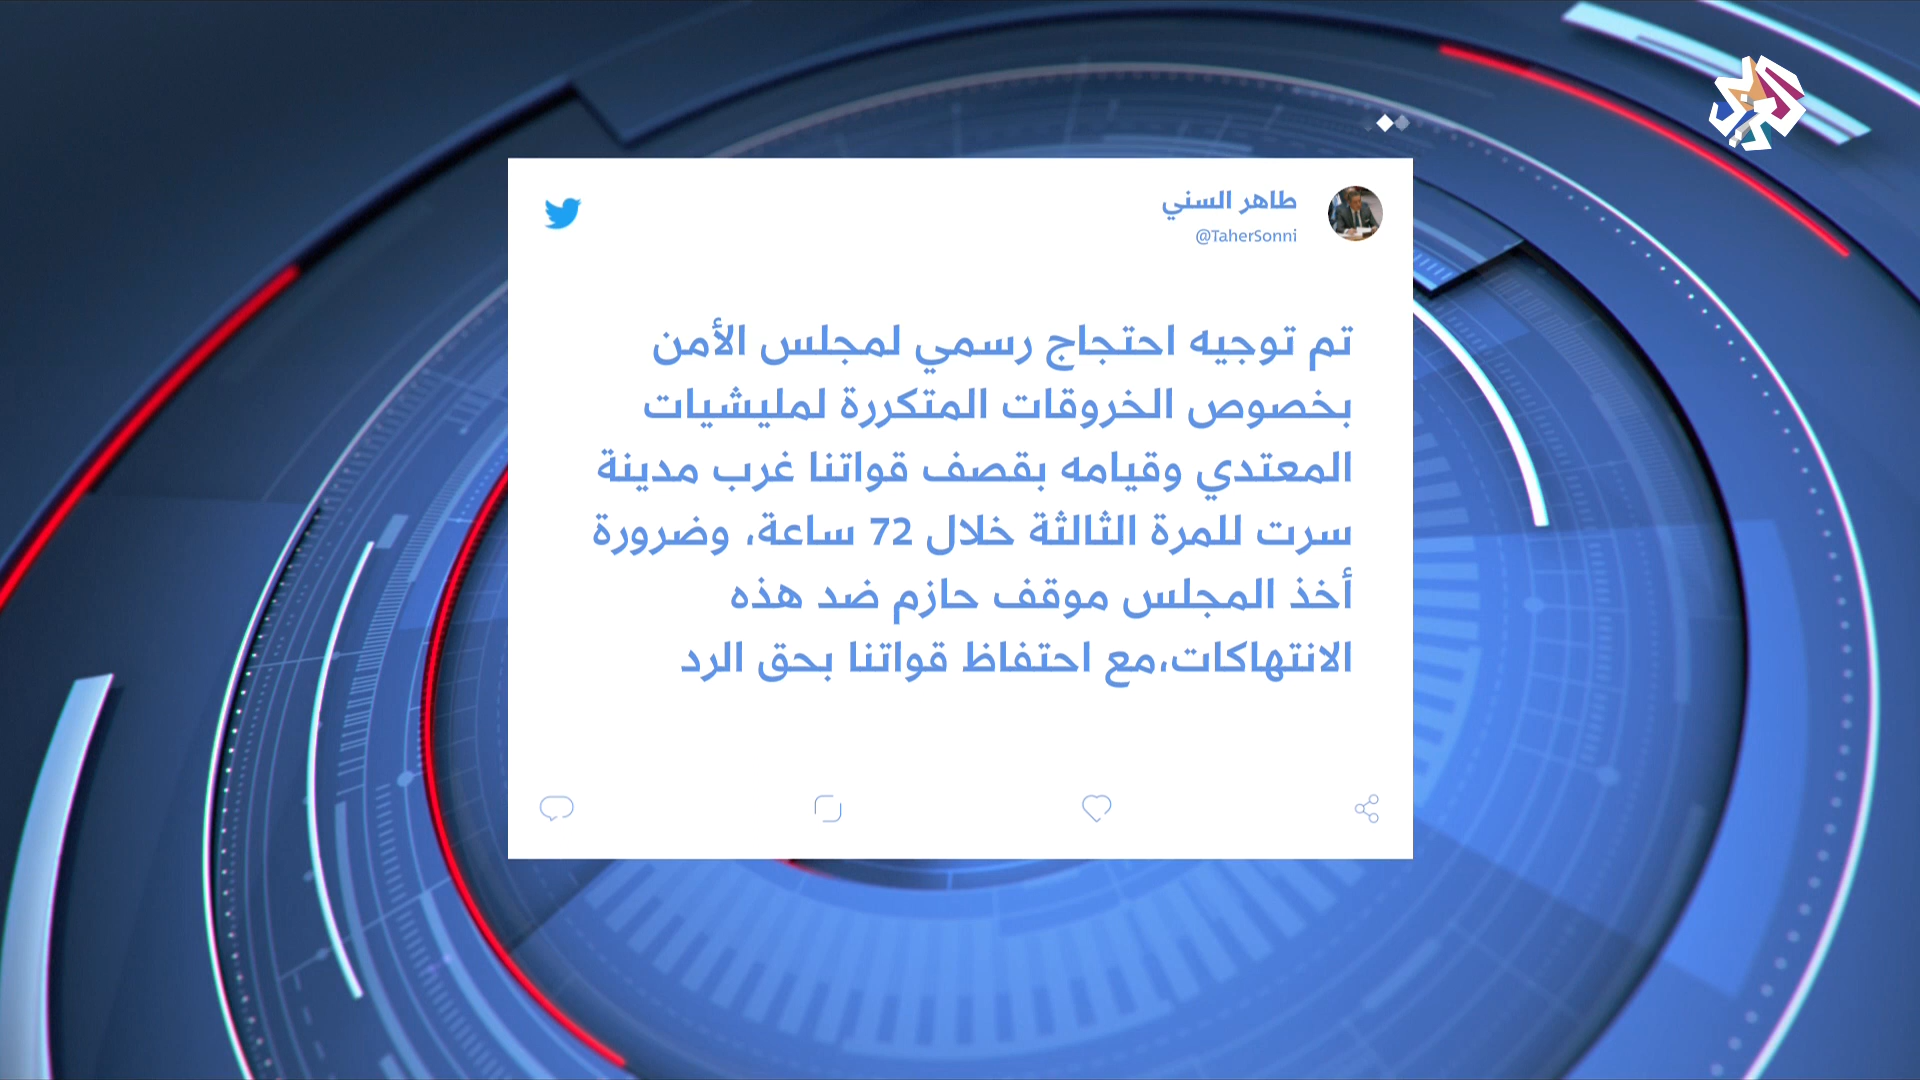 طاهر السني
@TaherSonni
تم توجيه احتجاج رسمي لمجلس الأمن
بخصوص الخروقات المتكررة لمليشيات
المعتدي وقيامه بقصف قواتنا غرب مدينة
سرت للمرة الثالثة خلال 72 ساعة، وضرورة
أخذ المجلس موقف حازم ضد هذه
الانتهاكات،مع احتفاظ قواتنا بحق الرد